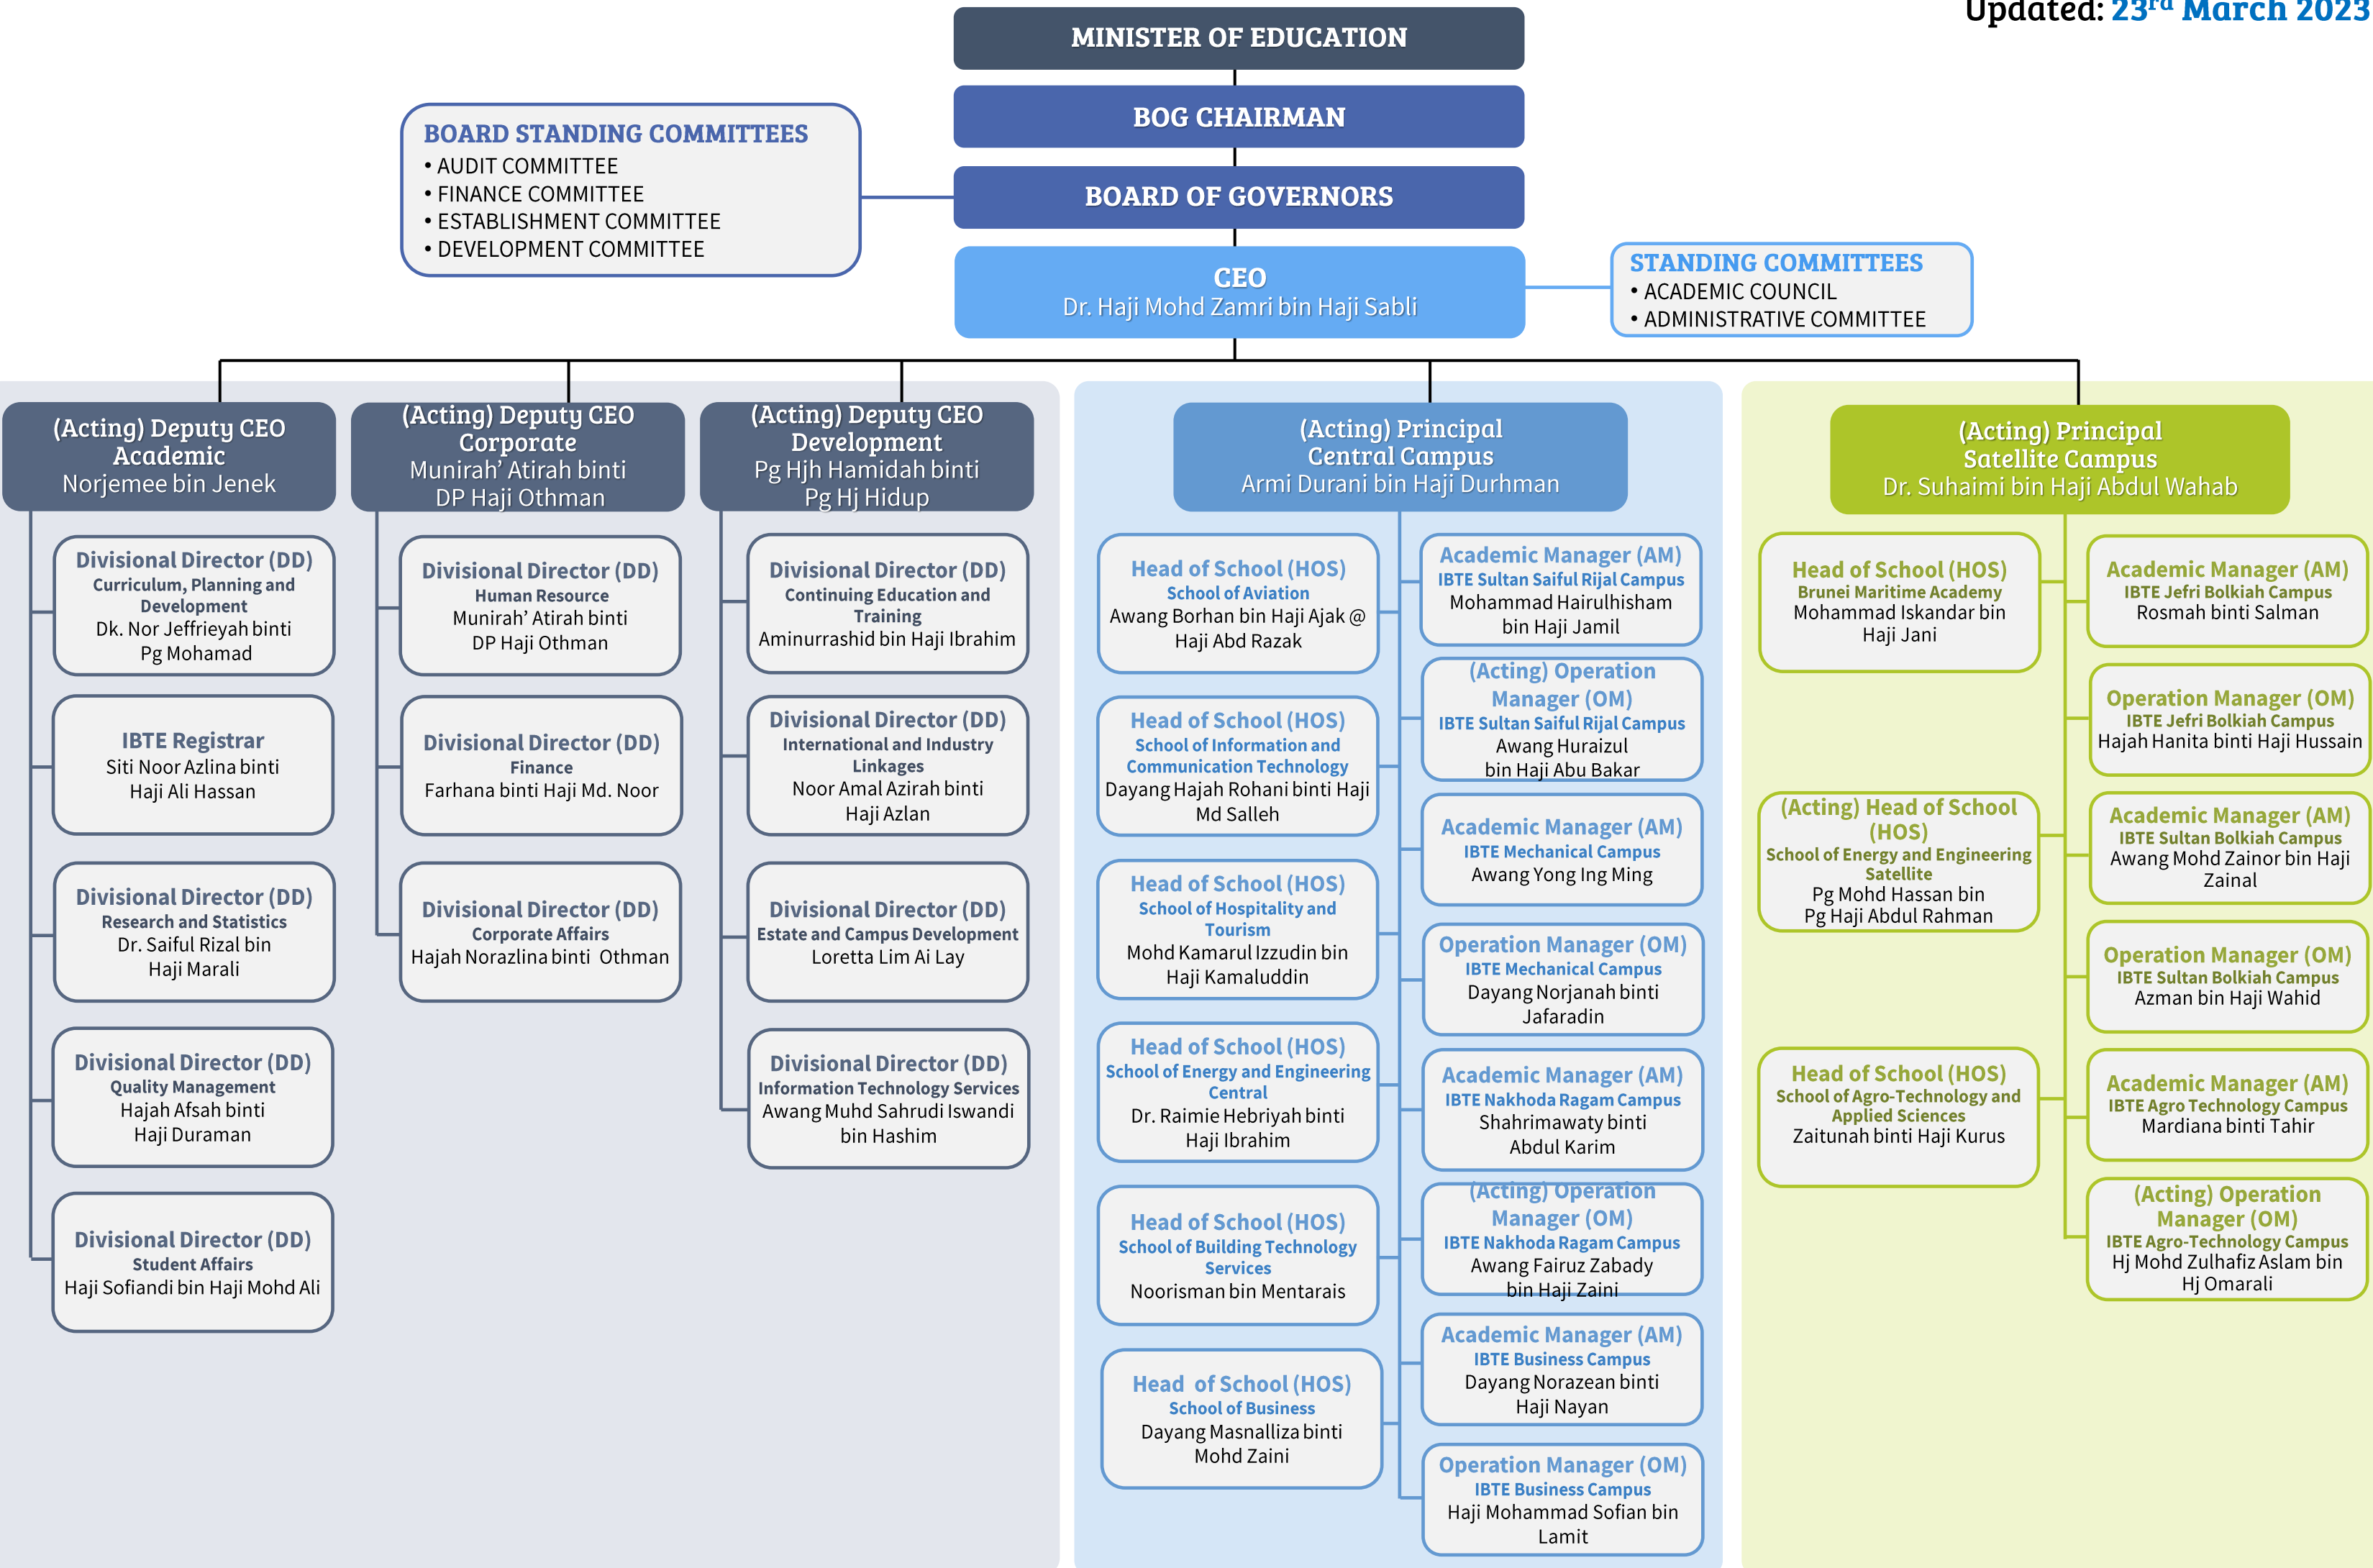 Updated: 23rd March 2023
MINISTER OF EDUCATION
BOG CHAIRMAN
BOARD OF GOVERNORS
BOARD STANDING COMMITTEES
• AUDIT COMMITTEE
• FINANCE COMMITTEE
• ESTABLISHMENT COMMITTEE
• DEVELOPMENT COMMITTEE
CEO
Dr. Haji Mohd Zamri bin Haji Sabli
STANDING COMMITTEES
• ACADEMIC COUNCIL
• ADMINISTRATIVE COMMITTEE
(Acting) Deputy CEO
Academic
Norjemee bin Jenek
Divisional Director (DD)
Curriculum, Planning and
Development
Dk. Nor Jeffrieyah binti
Pg Mohamad
IBTE Registrar
Siti Noor Azlina binti
Haji Ali Hassan
Divisional Director (DD)
Research and Statistics
Dr. Saiful Rizal bin
Haji Marali
Divisional Director (DD)
Quality Management
Hajah Afsah binti
Haji Duraman
Divisional Director (DD)
Student Affairs
Haji Sofiandi bin Haji Mohd Ali
(Acting) Deputy CEO
Corporate
Munirah’ Atirah binti
DP Haji Othman
Divisional Director (DD)
Human Resource
Munirah’ Atirah binti
DP Haji Othman
Divisional Director (DD)
Finance
Farhana binti Haji Md. Noor
Divisional Director (DD)
Corporate Affairs
Hajah Norazlina binti Othman
(Acting) Deputy CEO
Development
Pg Hjh Hamidah binti
Pg Hj Hidup
Divisional Director (DD)
Continuing Education and
Training
Aminurrashid bin Haji Ibrahim
Divisional Director (DD)
International and Industry
Linkages
Noor Amal Azirah binti
Haji Azlan
Divisional Director (DD)
Estate and Campus Development
Loretta Lim Ai Lay
Divisional Director (DD)
Information Technology Services
Awang Muhd Sahrudi Iswandi
bin Hashim
(Acting) Principal
Central Campus
Armi Durani bin Haji Durhman
Head of School (HOS)
School of Aviation
Awang Borhan bin Haji Ajak @
Haji Abd Razak
Head of School (HOS)
School of Information and
Communication Technology
Dayang Hajah Rohani binti Haji
Md Salleh
Head of School (HOS)
School of Hospitality and
Tourism
Mohd Kamarul Izzudin bin
Haji Kamaluddin
Head of School (HOS)
School of Energy and Engineering
Central
Dr. Raimie Hebriyah binti
Haji Ibrahim
Head of School (HOS)
School of Building Technology
Services
Noorisman bin Mentarais
Head of School (HOS)
School of Business
Dayang Masnalliza binti
Mohd Zaini
Academic Manager (AM)
IBTE Sultan Saiful Rijal Campus
Mohammad Hairulhisham
bin Haji Jamil
(Acting) Operation
Manager (OM)
IBTE Sultan Saiful Rijal Campus
Awang Huraizul
bin Haji Abu Bakar
Academic Manager (AM)
IBTE Mechanical Campus
Awang Yong Ing Ming
Operation Manager (OM)
IBTE Mechanical Campus
Dayang Norjanah binti
Jafaradin
Academic Manager (AM)
IBTE Nakhoda Ragam Campus
Shahrimawaty binti
Abdul Karim
(Acting) Operation
Manager (OM)
IBTE Nakhoda Ragam Campus
Awang Fairuz Zabady
bin Haji Zaini
Academic Manager (AM)
IBTE Business Campus
Dayang Norazean binti
Haji Nayan
Operation Manager (OM)
IBTE Business Campus
Haji Mohammad Sofian bin
Lamit
(Acting) Principal
Satellite Campus
Dr. Suhaimi bin Haji Abdul Wahab
Head of School (HOS)
Brunei Maritime Academy
Mohammad Iskandar bin
Haji Jani
(Acting) Head of School
(HOS)
School of Energy and Engineering
Satellite
Pg Mohd Hassan bin
Pg Haji Abdul Rahman
Head of School (HOS)
School of Agro-Technology and
Applied Sciences
Zaitunah binti Haji Kurus
Academic Manager (AM)
IBTE Jefri Bolkiah Campus
Rosmah binti Salman
Operation Manager (OM)
IBTE Jefri Bolkiah Campus
Hajah Hanita binti Haji Hussain
Academic Manager (AM)
IBTE Sultan Bolkiah Campus
Awang Mohd Zainor bin Haji
Zainal
Operation Manager (OM)
IBTE Sultan Bolkiah Campus
Azman bin Haji Wahid
Academic Manager (AM)
IBTE Agro Technology Campus
Mardiana binti Tahir
(Acting) Operation
Manager (OM)
IBTE Agro-Technology Campus
Hj Mohd Zulhafiz Aslam bin
Hj Omarali